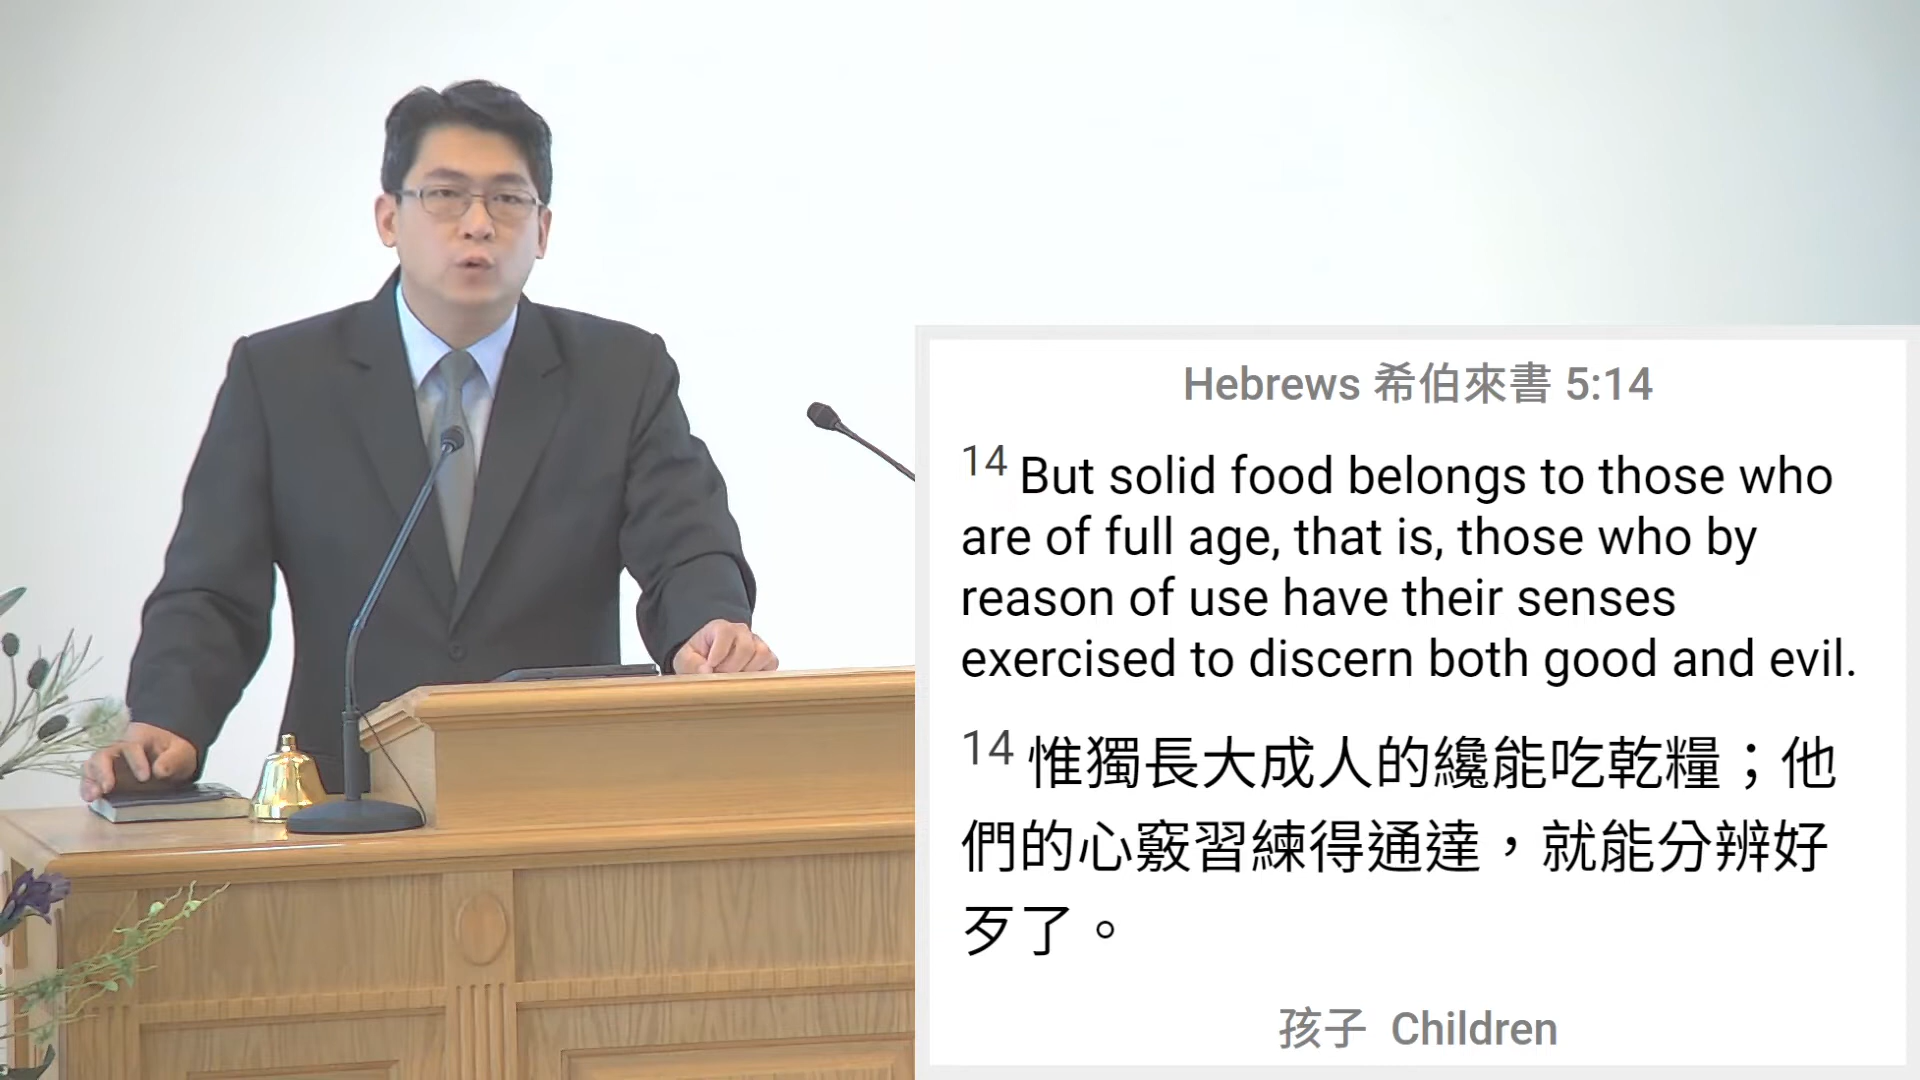 Hebrews 希伯來書 5:14
14 But solid food belongs to those who
are of full age, that is, those who by
reason of use have their senses
exercised to discern both good and evil.
14 惟獨長大成人的纔能吃乾糧；他
們的心竅習練得通達，就能分辨好
歹了。
孩子 Children